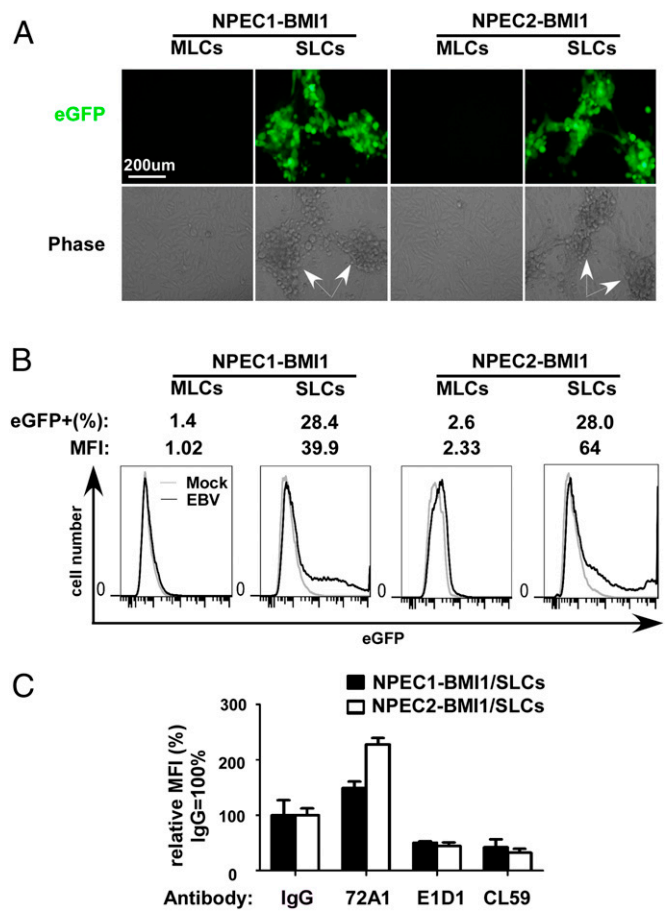 A
NPEC1-BMI1 NPEC2-BMI1
MLCs SLCs MLCs SLCs
eGFP
200um
Phase
B
NPEC1-BMI1 NPEC2-BMI1
MLCs SLCs MLCs SLCs
eGFP+(%): 1.4 28.4 2.6 28.0
MFI: 1.02 39.9 2.33 64
Mock
EBV
cell number
0 0 0 0
eGFP
C
NPEC1-BMI1/SLCs
NPEC2-BMI1/SLCs
relative MFI (%)
IgG=100%
300
200
100
0
Antibody: IgG 72A1 E1D1 CL59